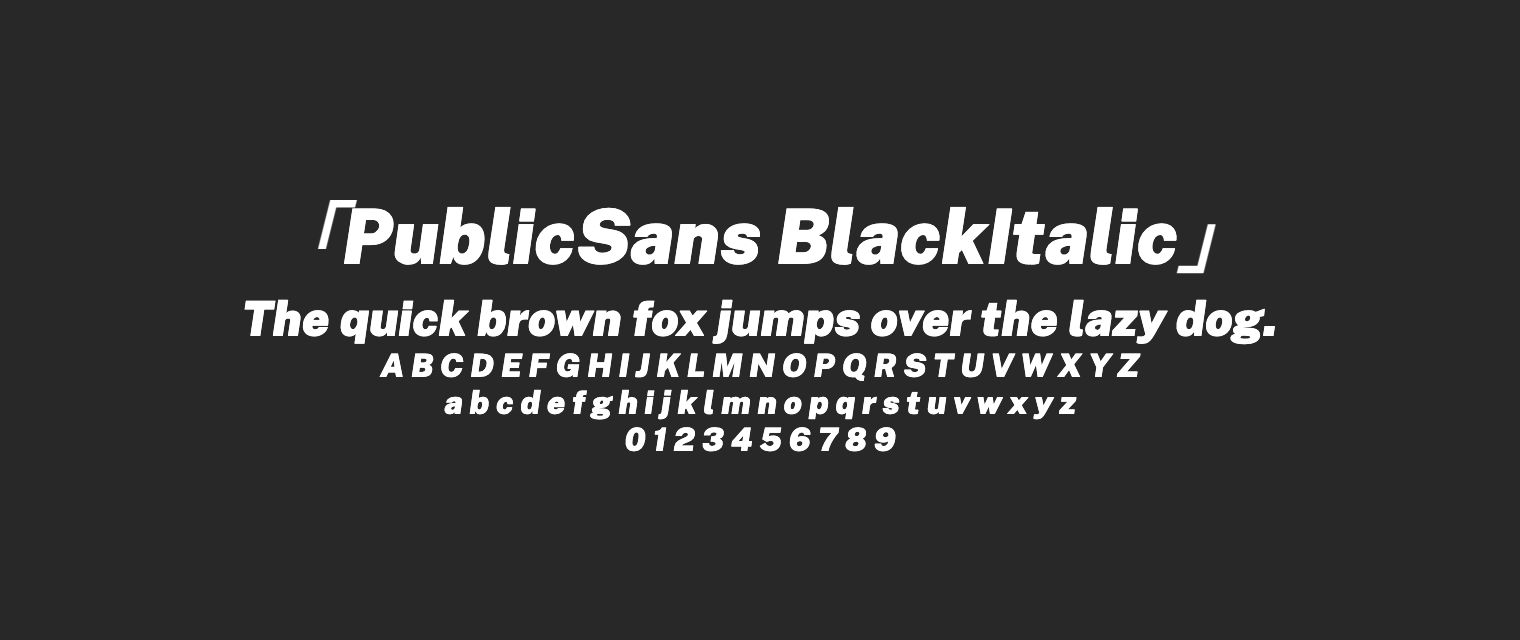 「PublicSans BlackItalic」
The quick brown fox jumps over the lazy dog.
A B C D E F G H I J K L M N O P Q R S T U V W X Y Z
a b c d e f g h i j k l m n o p q r s t u v w x y z
0 1 2 3 4 5 6 7 8 9